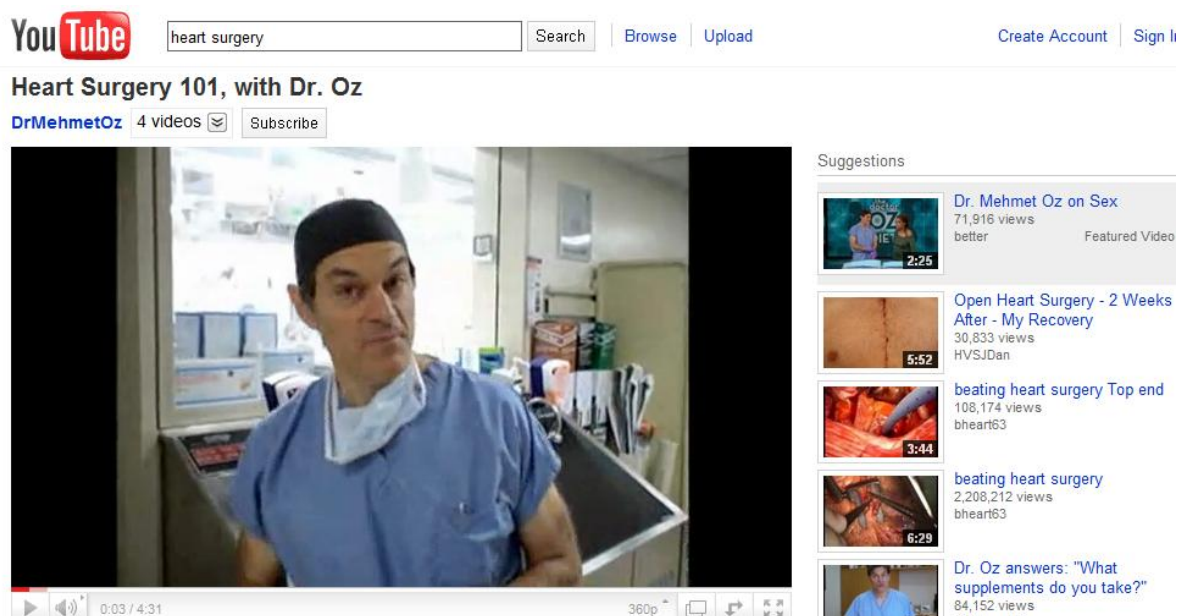 You Tube
heart surgery
Search
Browse
Upload
Create Account
Sign I
Heart Surgery 101, with Dr. Oz
DrMehmetOz
4 videos
Subscribe
0:03 / 4:31
360p
Suggestions
the
doctor
OZ
2:25
Dr. Mehmet Oz on Sex
71,916 views
better
Featured Video
5:52
Open Heart Surgery - 2 Weeks
After - My Recovery
30,833 views
HVSJDan
3:44
beating heart surgery Top end
108,174 views
bheart63
6:29
beating heart surgery
2,208,212 views
bheart63
Dr. Oz answers: "What
supplements do you take?"
84,152 views